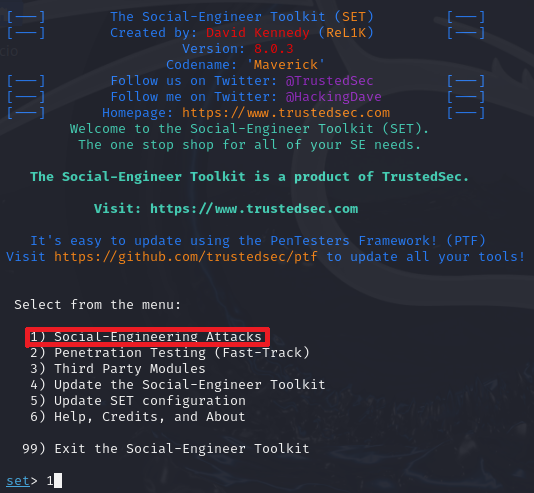 [---] The Social-Engineer Toolkit (SET) [---]
[---] Created by: David Kennedy (ReL1K) [---]
Version: 8.0.3
Codename: 'Maverick'
[---] Follow us on Twitter: @TrustedSec [---]
[---] Follow me on Twitter: @HackingDave [---]
[---] Homepage: https://www.trustedsec.com [---]
Welcome to the Social-Engineer Toolkit (SET).
The one stop shop for all of your SE needs.
The Social-Engineer Toolkit is a product of TrustedSec.
Visit: https://www.trustedsec.com
It's easy to update using the PenTesters Framework! (PTF)
Visit https://github.com/trustedsec/ptf to update all your tools!
Select from the menu:
1) Social-Engineering Attacks
2) Penetration Testing (Fast-Track)
3) Third Party Modules
4) Update the Social-Engineer Toolkit
5) Update SET configuration
6) Help, Credits, and About
99) Exit the Social-Engineer Toolkit
set> 1